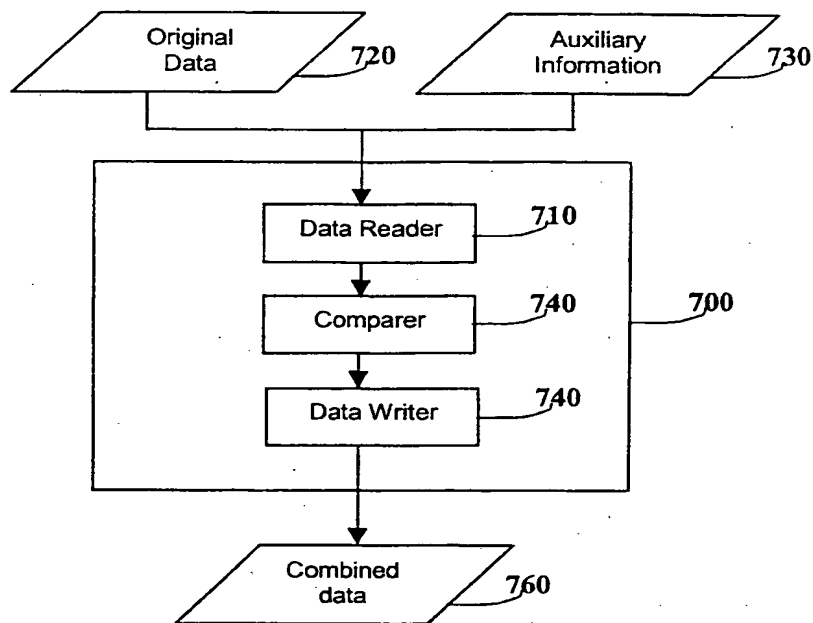 Original
Data
720
Auxiliary
Information
730
Data Reader
710
Comparer
740
700
Data Writer
740
Combined
data
760